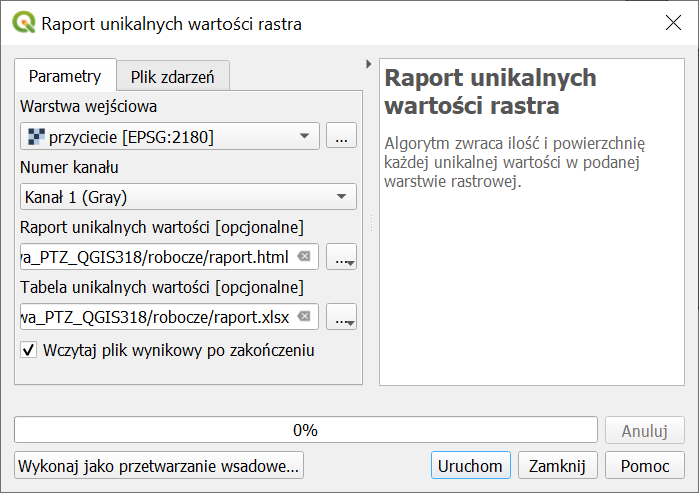 Raport unikalnych wartości rastra
Parametry
Plik zdarzeń
Warstwa wejściowa
przyciecie [EPSG:2180]
...
Numer kanału
Kanał 1 (Gray)
Raport unikalnych wartości [opcjonalne]
wa_PTZ_QGIS318/robocze/raport.html
...
Tabela unikalnych wartości [opcjonalne]
wa_PTZ_QGIS318/robocze/raport.xlsx
...
Wczytaj plik wynikowy po zakończeniu
Raport unikalnych
wartości rastra
Algorytm zwraca ilość i powierzchnię
każdej unikalnej wartości w podanej
warstwie rastrowej.
0%
Anuluj
Wykonaj jako przetwarzanie wsadowe...
Uruchom
Zamknij
Pomoc